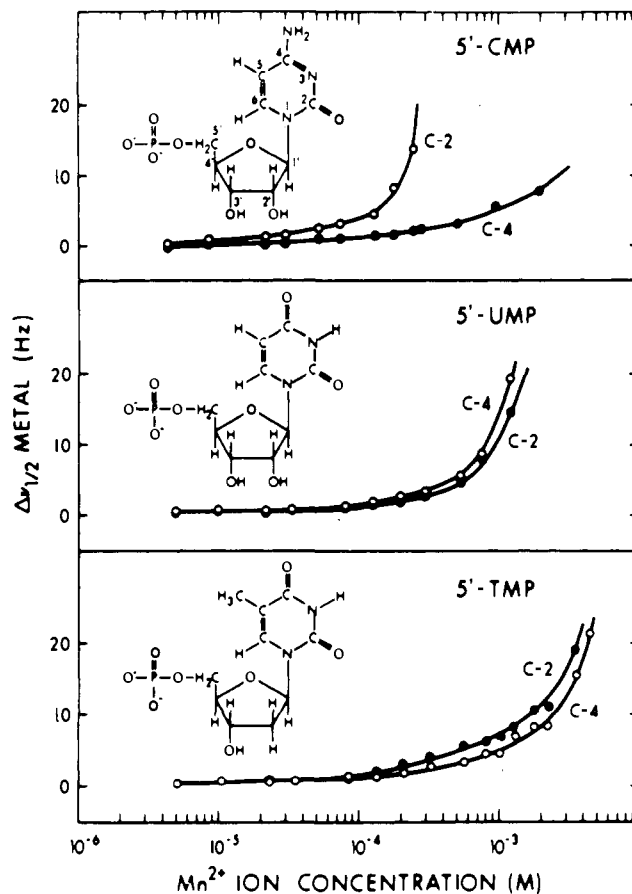 5'-CMP
NH₂
4
H
5
C
C
N
3
6
C
C
2
H
N
O
5'
O
O⁻-P-O-H₂C
O⁻
O
4'
H
H
1'
H
H
3'
2'
OH
OH
C-2
C-4
20
10
0
5'-UMP
O
H
C
C
N
H
C
C
H
N
O
O
O⁻-P-O-H₂C
O⁻
O
H
H
H
H
OH
OH
C-4
C-2
20
10
0
5'-TMP
O
H₃C
C
C
N
H
C
C
H
N
O
O
O⁻-P-O-H₂C
O⁻
O
H
H
H
H
OH
H
C-2
C-4
20
10
0
Δν1/2 METAL (Hz)
10⁻⁶
10⁻⁵
10⁻⁴
10⁻³
Mn²⁺ ION CONCENTRATION (M)